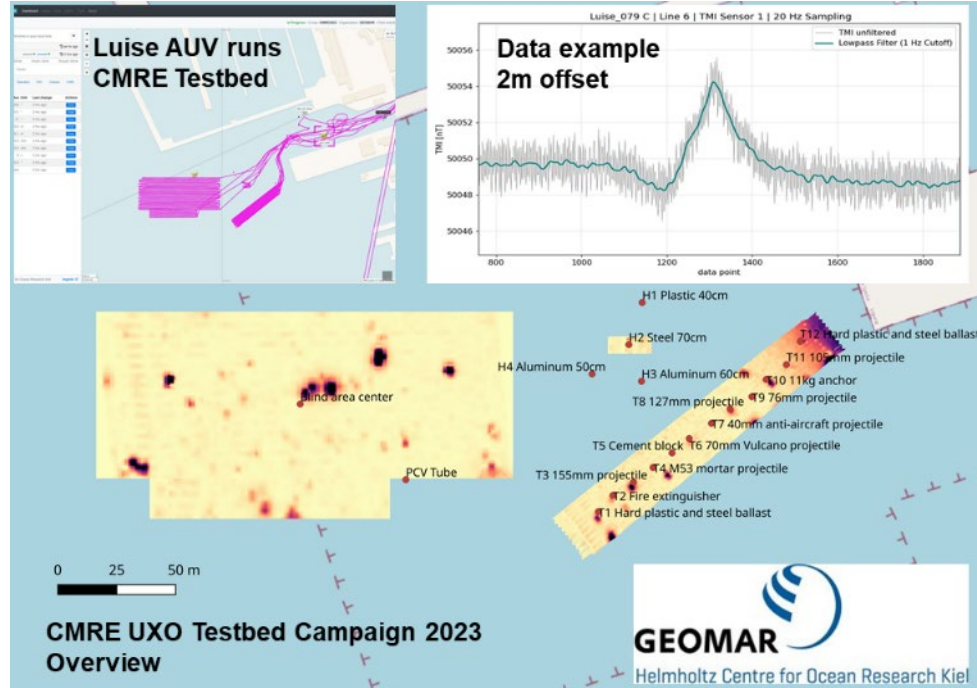 Luise AUV runs
CMRE Testbed
Luise_079 C | Line 6 | TMI Sensor 1 | 20 Hz Sampling
Data example
2m offset
TMI unfiltered
Lowpass Filter (1 Hz Cutoff)
TMI [nT]
50056
50054
50052
50050
50048
50046
800
1000
1200
1400
1600
1800
data point
H1 Plastic 40cm
H2 Steel 70cm
H4 Aluminum 50cm
H3 Aluminum 60cm
T12 Hard plastic and steel ballast
T11 105mm projectile
T10 11kg anchor
T9 76mm projectile
T8 127mm projectile
T7 40mm anti-aircraft projectile
T6 70mm Vulcano projectile
T5 Cement block
T4 M53 mortar projectile
T3 155mm projectile
T2 Fire extinguisher
T1 Hard plastic and steel ballast
Blind area center
PCV Tube
0 25 50 m
CMRE UXO Testbed Campaign 2023
Overview
GEOMAR
Helmholtz Centre for Ocean Research Kiel